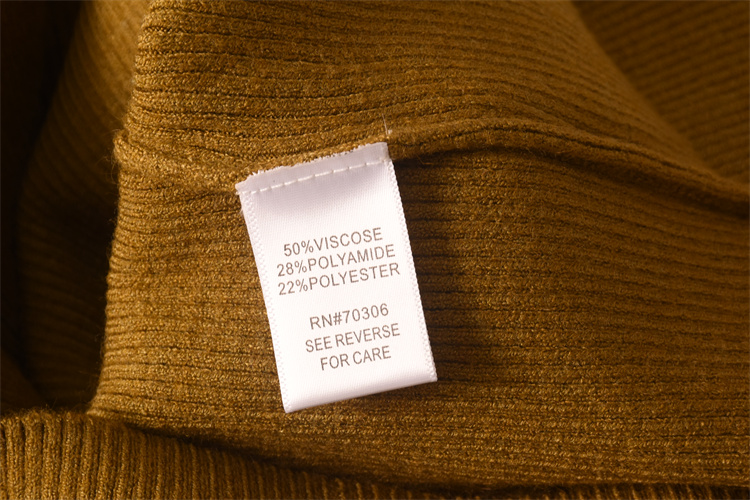 50%VISCOSE
28%POLYAMIDE
22%POLYESTER
RN#70306
SEE REVERSE
FOR CARE